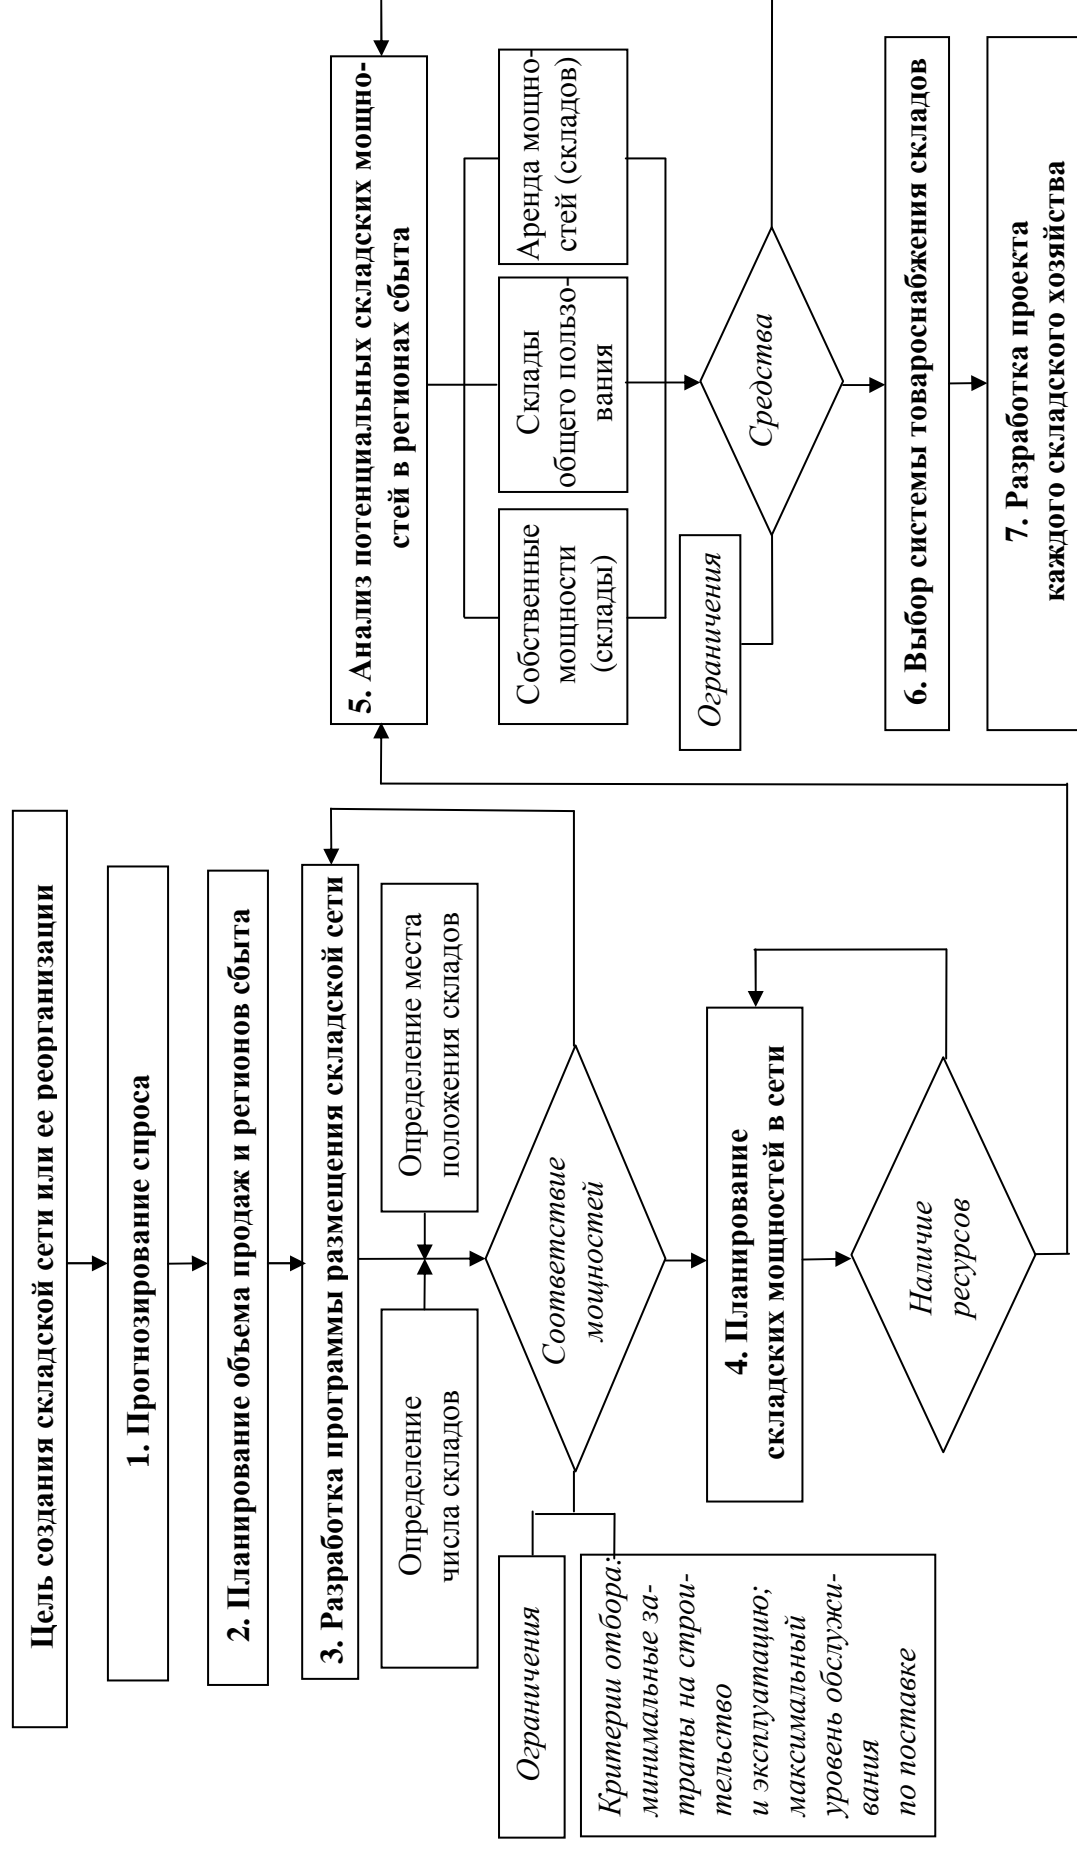 Цель создания складской сети или ее реорганизации
1. Прогнозирование спроса
2. Планирование объема продаж и регионов сбыта
3. Разработка программы размещения складской сети
Определение
числа складов
Определение места
положения складов
Ограничения
Критерии отбора:
минимальные за-
траты на строи-
тельство
и эксплуатацию;
максимальный
уровень обслужи-
вания
по поставке
Соответствие
мощностей
4. Планирование
складских мощностей в сети
Наличие
ресурсов
5. Анализ потенциальных складских мощно-
стей в регионах сбыта
Собственные
мощности
(склады)
Склады
общего пользо-
вания
Аренда мощно-
стей (складов)
Ограничения
Средства
6. Выбор системы товароснабжения складов
7. Разработка проекта
каждого складского хозяйства